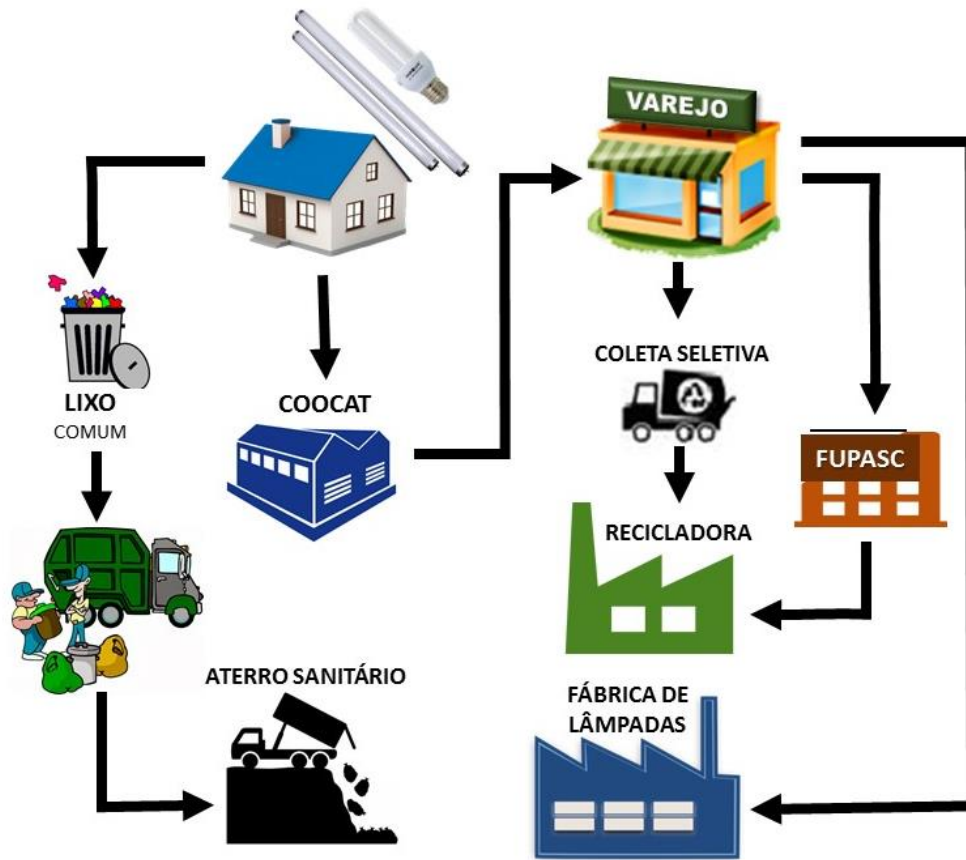 VAREJO
COLETA SELETIVA
LIXO
COMUM
COOCAT
FUPASC
RECICLADORA
ATERRO SANITÁRIO
FÁBRICA DE
LÂMPADAS